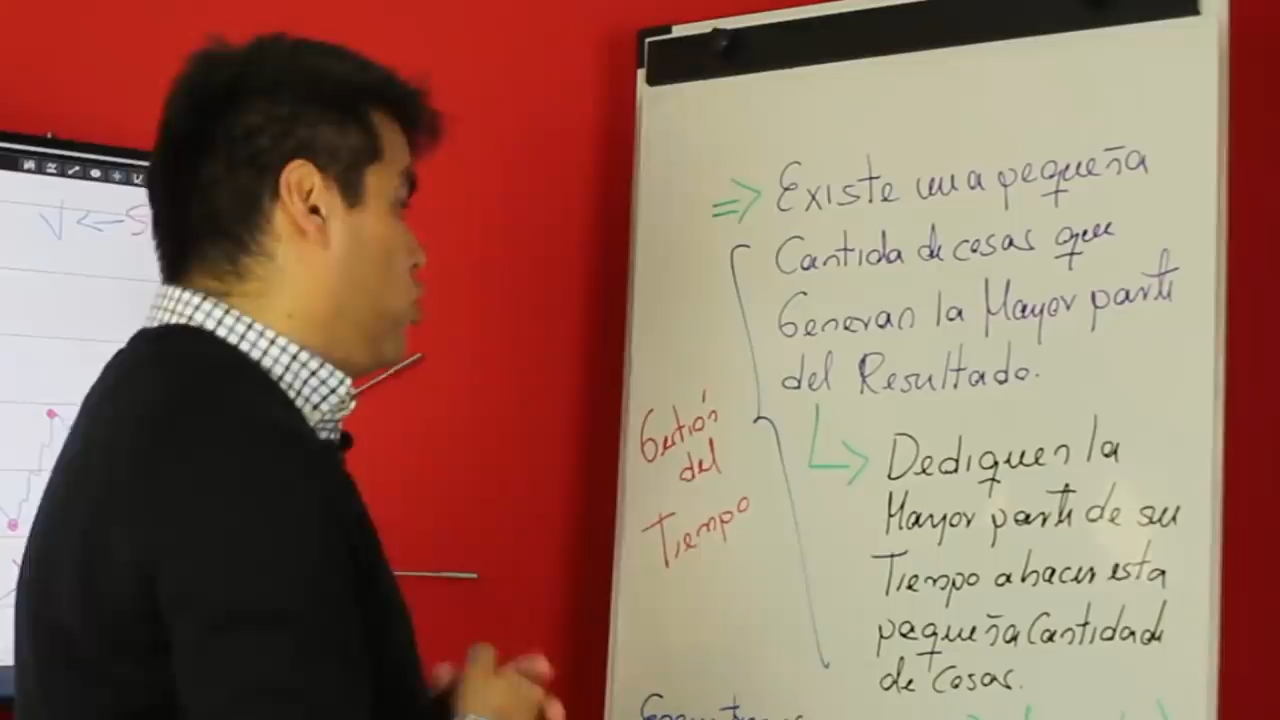 => Existe una pequeña
Cantida de cosas que
Generan la Mayor parte
del Resultado.
Gestión
del
Tiempo
Dediquen la
Mayor parte de su
Tiempo a hacer esta
pequeña Cantidad
de Cosas.
V ← S